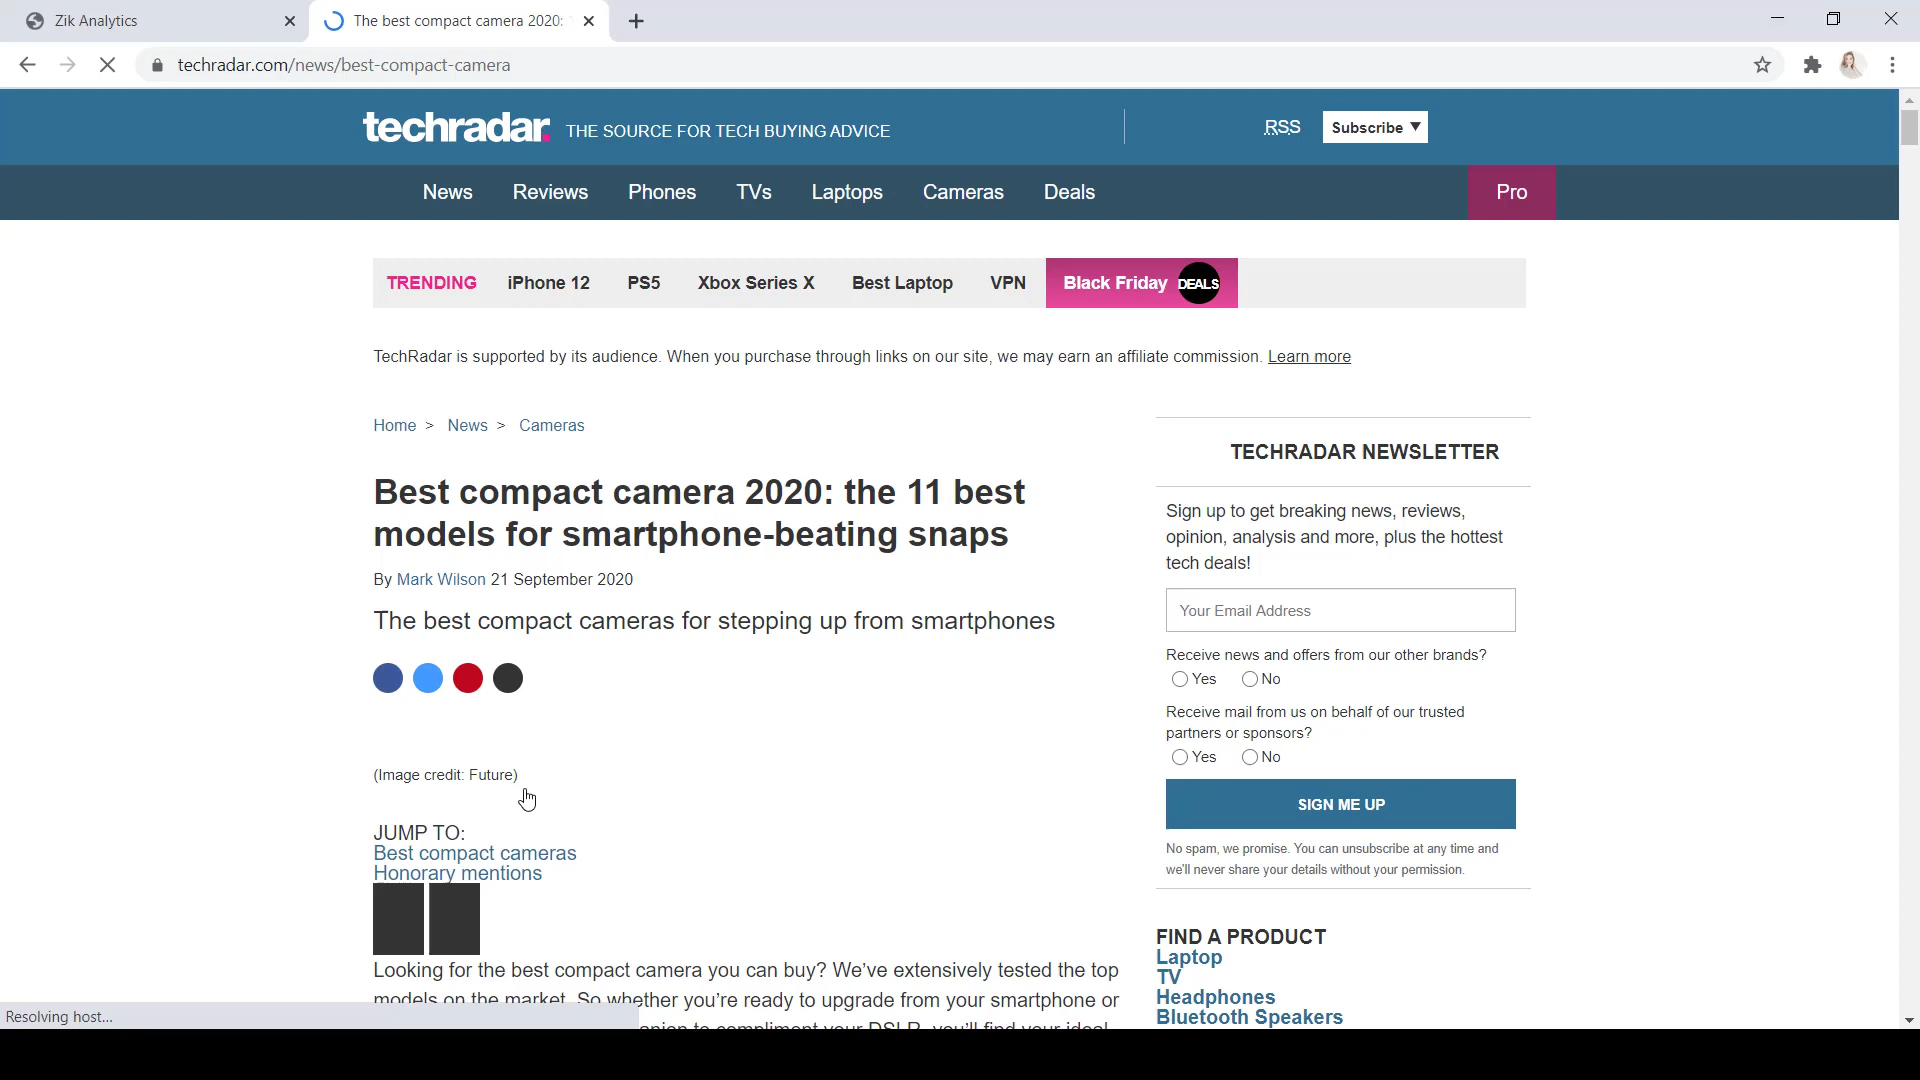 Zik Analytics
The best compact camera 2020:
techradar.com/news/best-compact-camera
techradar. THE SOURCE FOR TECH BUYING ADVICE
RSS
Subscribe ▼
News Reviews Phones TVs Laptops Cameras Deals Pro
TRENDING iPhone 12 PS5 Xbox Series X Best Laptop VPN Black Friday DEALS
TechRadar is supported by its audience. When you purchase through links on our site, we may earn an affiliate commission. Learn more
Home > News > Cameras
Best compact camera 2020: the 11 best
models for smartphone-beating snaps
By Mark Wilson 21 September 2020
The best compact cameras for stepping up from smartphones
(Image credit: Future)
JUMP TO:
Best compact cameras
Honorary mentions
Looking for the best compact camera you can buy? We've extensively tested the top
models on the market. So whether you're ready to upgrade from your smartphone or
anion to compliment your DSLR, you'll find your ideal
TECHRADAR NEWSLETTER
Sign up to get breaking news, reviews,
opinion, analysis and more, plus the hottest
tech deals!
Your Email Address
Receive news and offers from our other brands?
Yes No
Receive mail from us on behalf of our trusted
partners or sponsors?
Yes No
SIGN ME UP
No spam, we promise. You can unsubscribe at any time and
we'll never share your details without your permission.
FIND A PRODUCT
Laptop
TV
Headphones
Bluetooth Speakers
Resolving host...